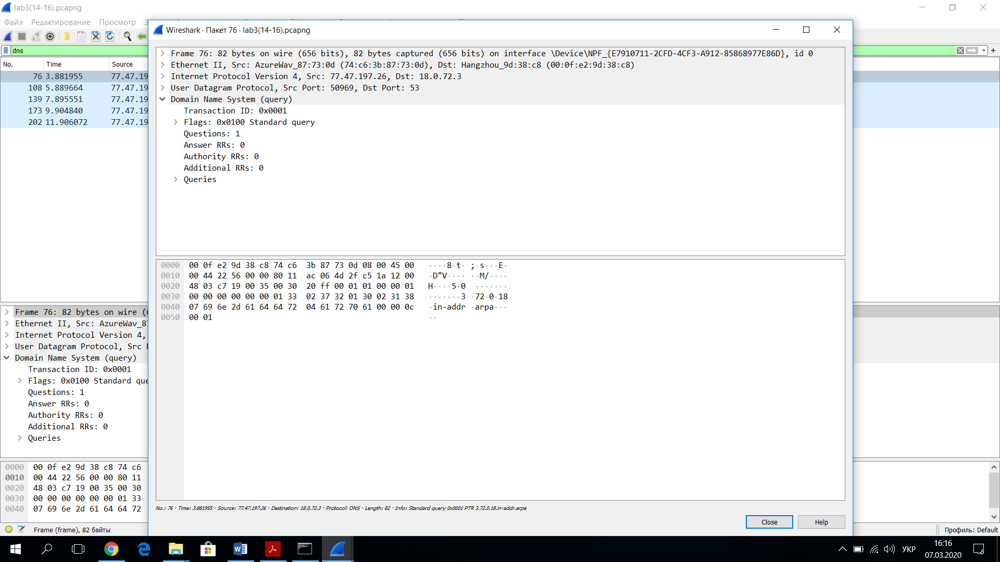 lab3(14-16).pcapng
Файл Редактирование Просмотр
dns
No. Time Source
76 3.881955 77.47.19
108 5.889664 77.47.19
139 7.895551 77.47.19
173 9.904840 77.47.19
202 11.906072 77.47.19
Frame 76: 82 bytes on wire (
Ethernet II, Src: AzureWav_8
Internet Protocol Version 4,
User Datagram Protocol, Src
Domain Name System (query)
Transaction ID: 0x0001
Flags: 0x0100 Standard que
Questions: 1
Answer RRs: 0
Authority RRs: 0
Additional RRs: 0
Queries
0000 00 0f e2 9d 38 c8 74 c6
0010 00 44 22 56 00 00 80 11
0020 48 03 c7 19 00 35 00 30
0030 00 00 00 00 00 00 01 33
0040 07 69 6e 2d 61 64 64 72
Frame (frame), 82 байты
Профиль: Default
Wireshark · Пакет 76 · lab3(14-16).pcapng
Frame 76: 82 bytes on wire (656 bits), 82 bytes captured (656 bits) on interface \Device\NPF_{E7910711-2CFD-4CF3-A912-85868977E86D}, id 0
Ethernet II, Src: AzureWav_87:73:0d (74:c6:3b:87:73:0d), Dst: Hangzhou_9d:38:c8 (00:0f:e2:9d:38:c8)
Internet Protocol Version 4, Src: 77.47.197.26, Dst: 18.0.72.3
User Datagram Protocol, Src Port: 50969, Dst Port: 53
Domain Name System (query)
Transaction ID: 0x0001
Flags: 0x0100 Standard query
Questions: 1
Answer RRs: 0
Authority RRs: 0
Additional RRs: 0
Queries
0000 00 0f e2 9d 38 c8 74 c6 3b 87 73 0d 08 00 45 00 ····8·t· ;·s···E·
0010 00 44 22 56 00 00 80 11 ac 06 4d 2f c5 1a 12 00 ·D"V···· ··M/····
0020 48 03 c7 19 00 35 00 30 20 ff 00 01 01 00 00 01 H····5·0 ·······
0030 00 00 00 00 00 00 01 33 02 37 32 01 30 02 31 38 ·······3 ·72·0·18
0040 07 69 6e 2d 61 64 64 72 04 61 72 70 61 00 00 0c ·in-addr ·arpa···
0050 00 01 ··
No.: 76 · Time: 3.881955 · Source: 77.47.197.26 · Destination: 18.0.72.3 · Protocol: DNS · Length: 82 · Info: Standard query 0x0001 PTR 3.72.0.18.in-addr.arpa
Close Help
УКР
16:16
07.03.2020